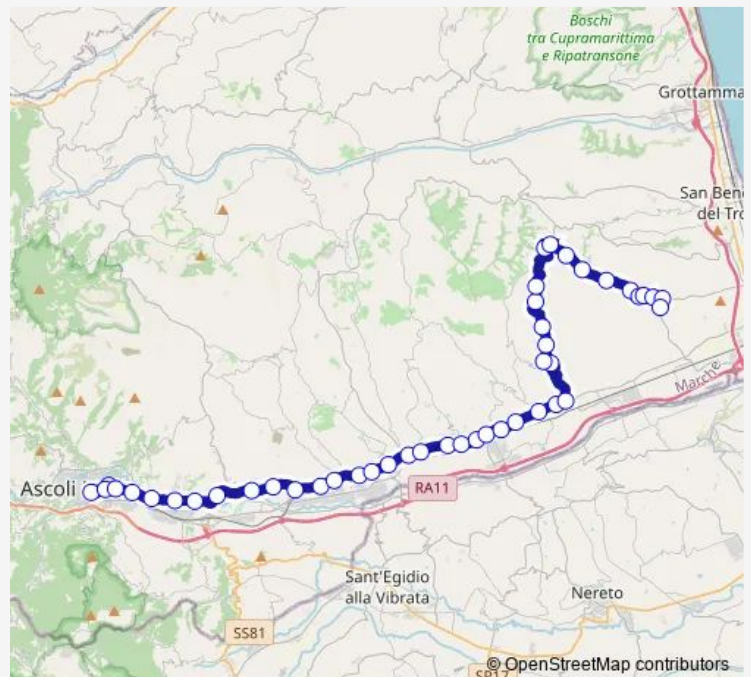 Boschi
tra Cupramarittima
e Ripatransone
Grottamma
San Ben
del Tro
Marche
Ascoli
RA11
Sant'Egidio
alla Vibrata
Nereto
SS81
SP17
© OpenStreetMap contributors